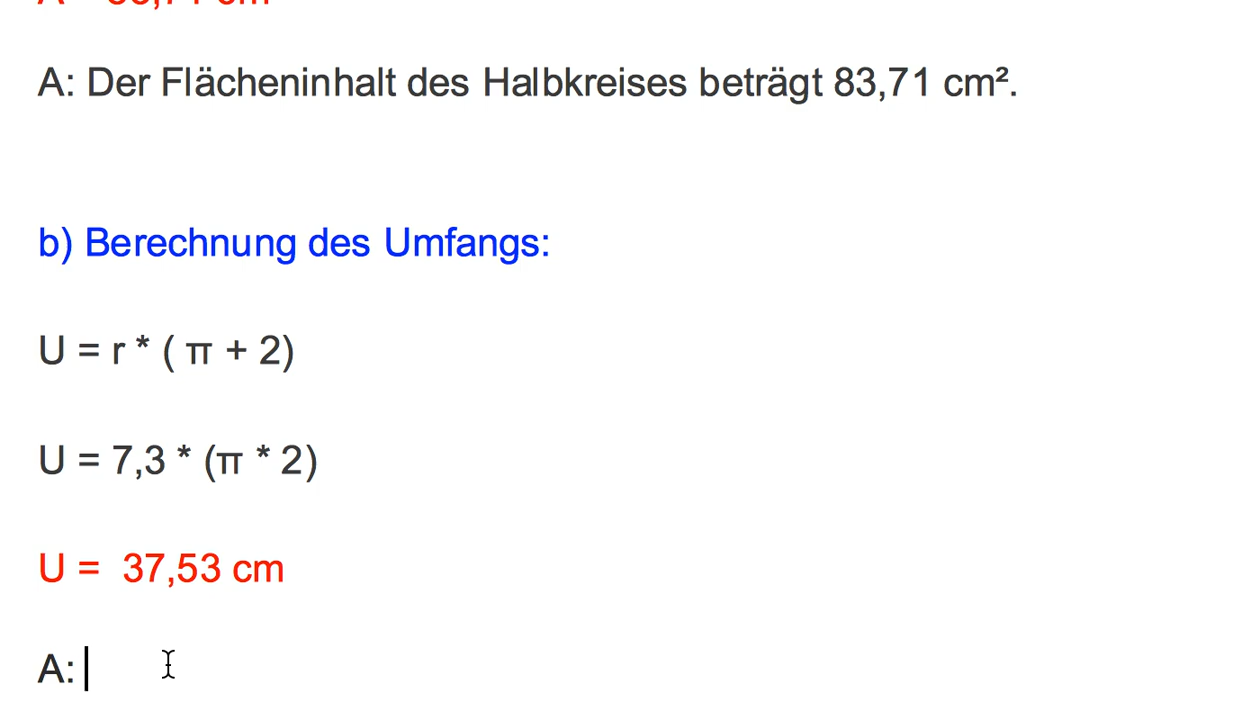 A: Der Flächeninhalt des Halbkreises beträgt 83,71 cm².
b) Berechnung des Umfangs:
U = r * ( π + 2)
U = 7,3 * (π * 2)
U = 37,53 cm
A: